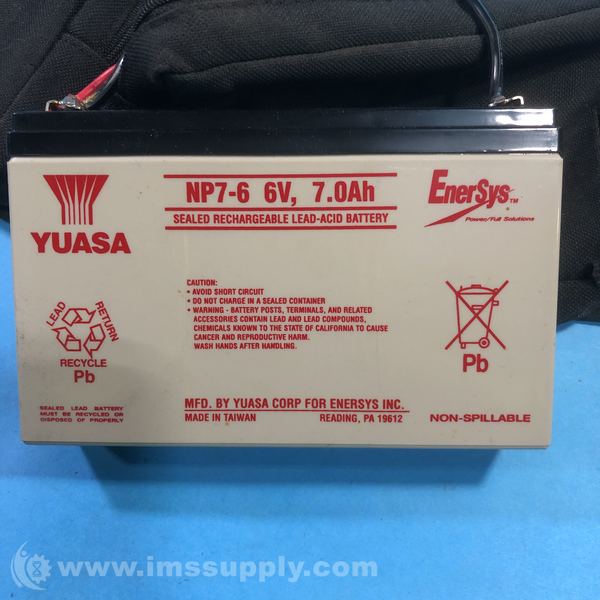 YUASA
NP7-6 6V, 7.0Ah
SEALED RECHARGEABLE LEAD-ACID BATTERY
EnerSys™
Power/Full Solutions
®
CAUTION:
• AVOID SHORT CIRCUIT
• DO NOT CHARGE IN A SEALED CONTAINER
• WARNING - BATTERY POSTS, TERMINALS, AND RELATED
ACCESSORIES CONTAIN LEAD AND LEAD COMPOUNDS,
CHEMICALS KNOWN TO THE STATE OF CALIFORNIA TO CAUSE
CANCER AND REPRODUCTIVE HARM.
WASH HANDS AFTER HANDLING.
LEAD
RETURN
RECYCLE
Pb
Pb
SEALED LEAD BATTERY
MUST BE RECYCLED OR
DISPOSED OF PROPERLY
MFD. BY YUASA CORP FOR ENERSYS INC.
MADE IN TAIWAN READING, PA 19612
NON-SPILLABLE
www.imssupply.com